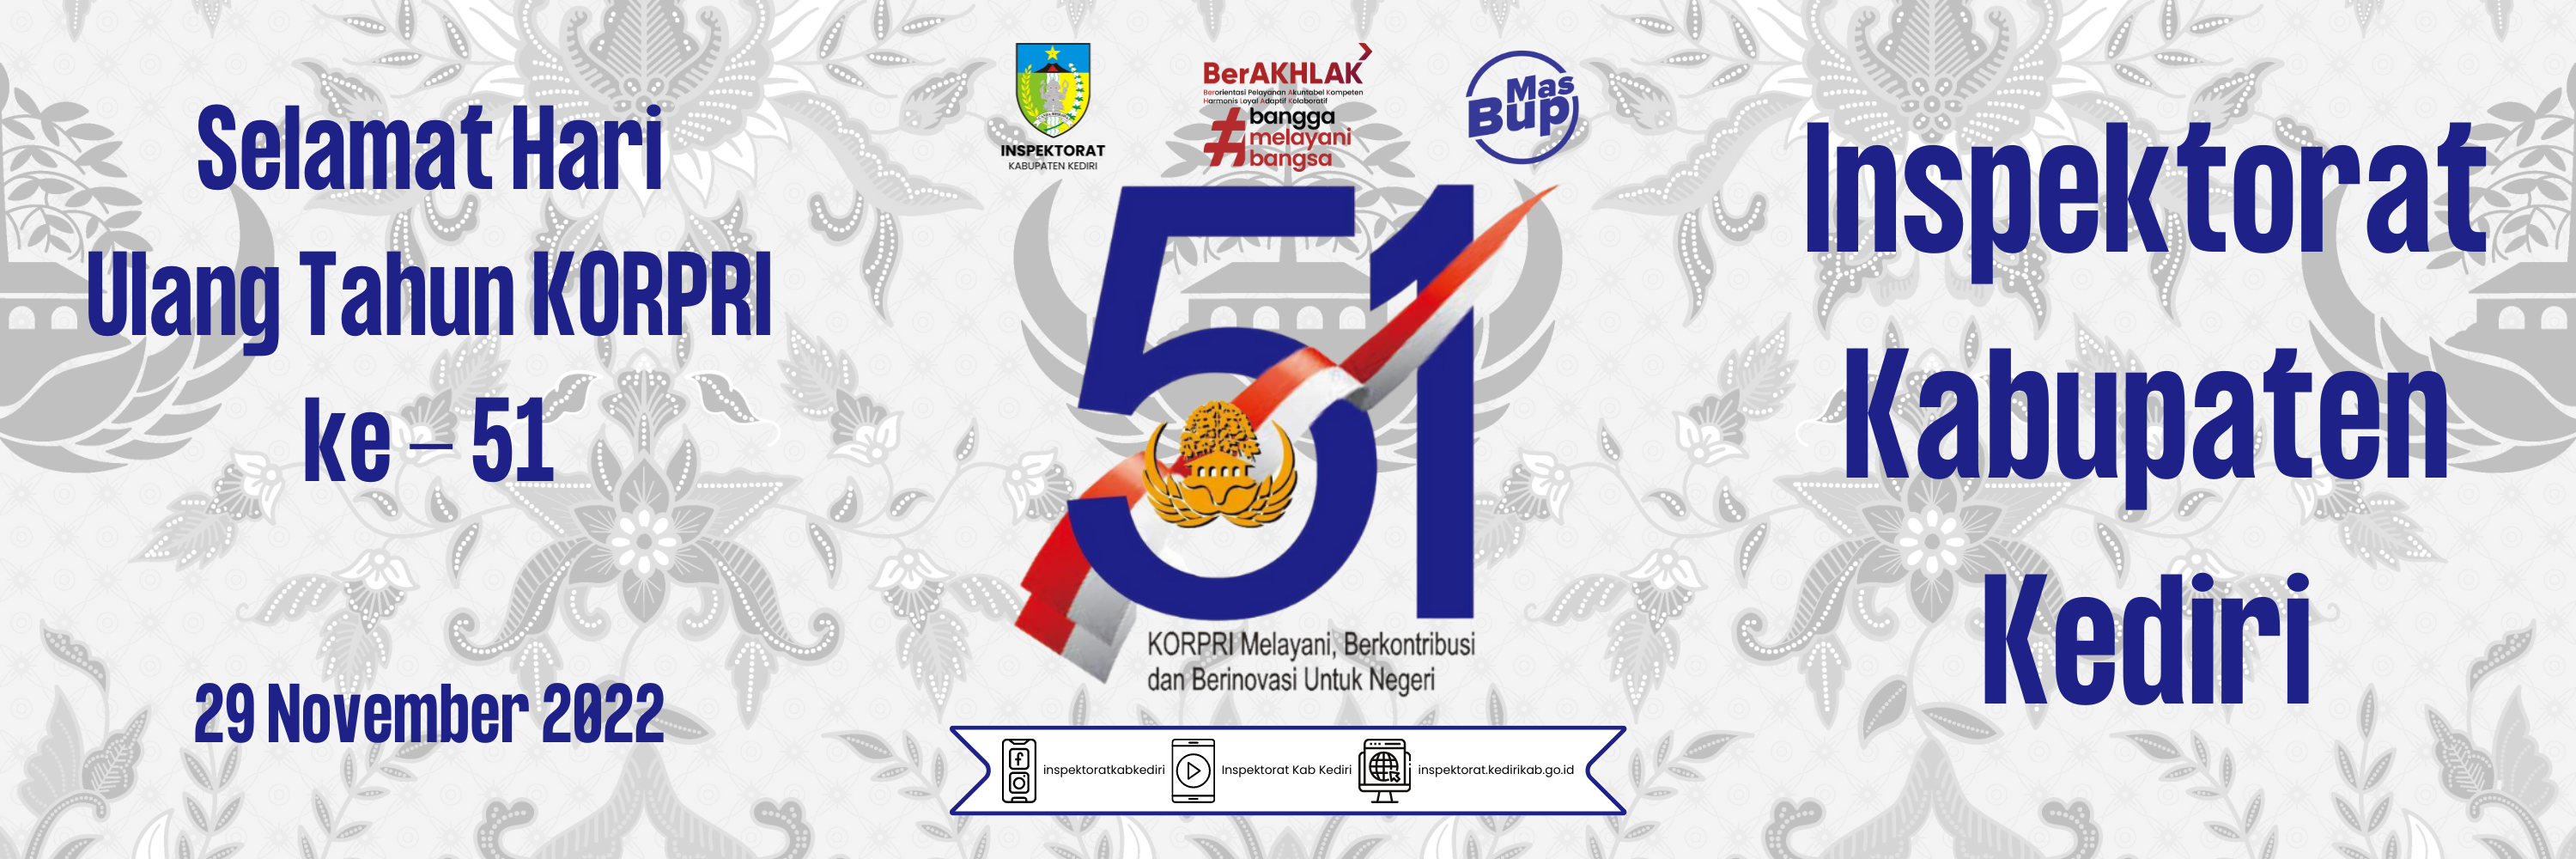 Selamat Hari
Ulang Tahun KORPRI
ke – 51
29 November 2022
INSPEKTORAT
KABUPATEN KEDIRI
BerAKHLAK
Berorientasi Pelayanan Akuntabel Kompeten
Harmonis Loyal Adaptif Kolaboratif
#bangga
melayani
bangsa
Mas
Bup
51
KORPRI Melayani, Berkontribusi
dan Berinovasi Untuk Negeri
inspektoratkabkediri
Inspektorat Kab Kediri
inspektorat.kedirikab.go.id
Inspektorat
Kabupaten
Kediri